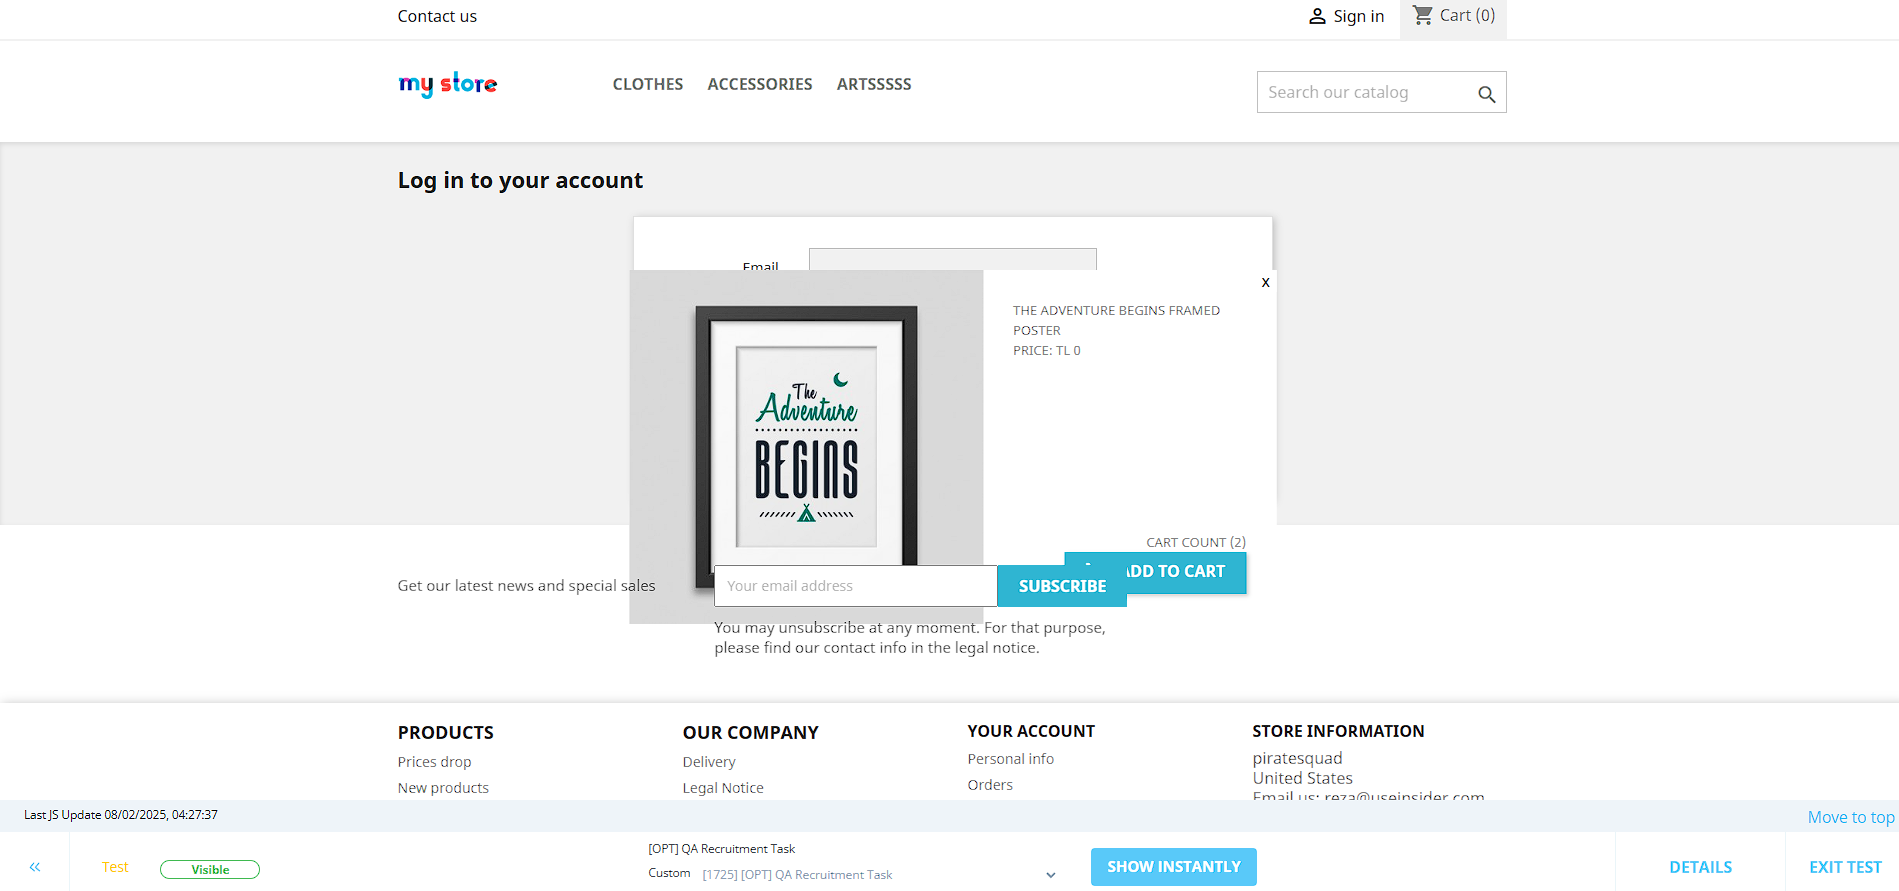 Contact us
Sign in
Cart (0)
my store
CLOTHES
ACCESSORIES
ARTSSSSS
Search our catalog
Log in to your account
Email
x
THE ADVENTURE BEGINS FRAMED
POSTER
PRICE: TL 0
The
Adventure
BEGINS
CART COUNT (2)
ADD TO CART
Get our latest news and special sales
Your email address
SUBSCRIBE
You may unsubscribe at any moment. For that purpose,
please find our contact info in the legal notice.
PRODUCTS
Prices drop
New products
OUR COMPANY
Delivery
Legal Notice
YOUR ACCOUNT
Personal info
Orders
STORE INFORMATION
piratesquad
United States
Email us: reza@useinsider.com
Last JS Update 08/02/2025, 04:27:37
Move to top
«
Test
Visible
[OPT] QA Recruitment Task
Custom
[1725] [OPT] QA Recruitment Task
SHOW INSTANTLY
DETAILS
EXIT TEST